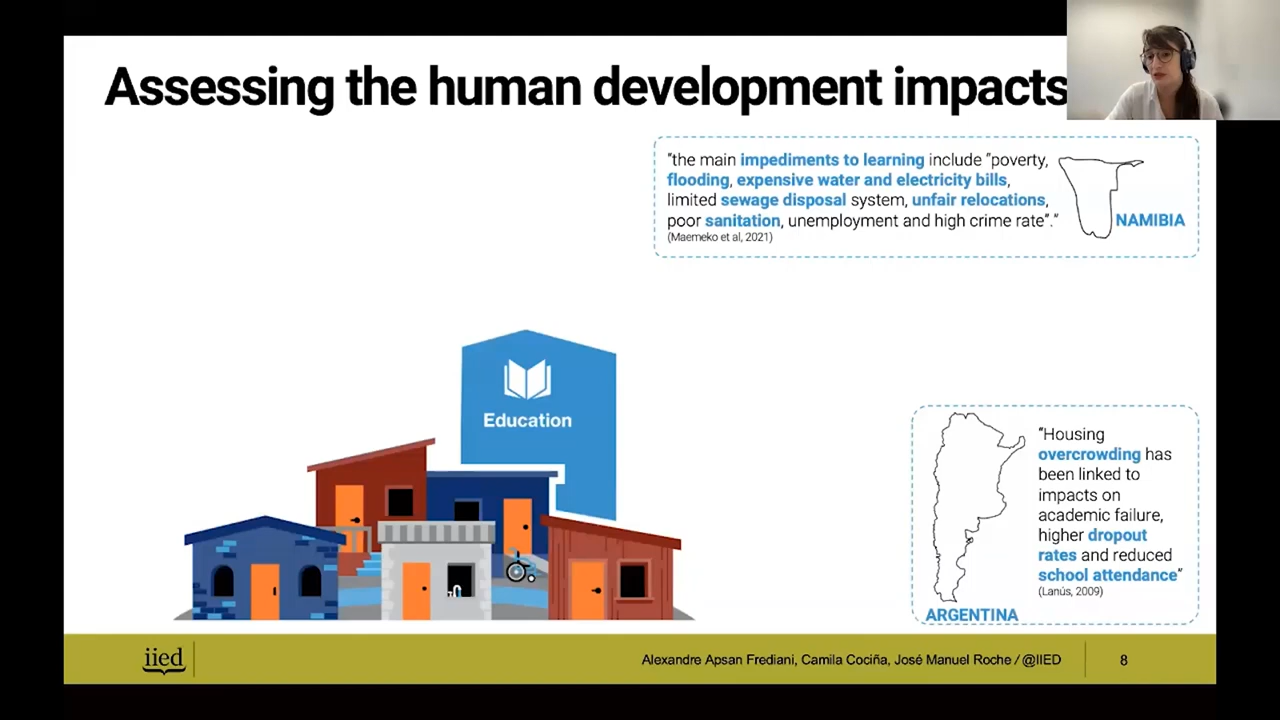 Assessing the human development impacts
“the main impediments to learning include “poverty,
flooding, expensive water and electricity bills,
limited sewage disposal system, unfair relocations,
poor sanitation, unemployment and high crime rate”.”
(Maemeko et al, 2021)
NAMIBIA
Education
“Housing
overcrowding has
been linked to
impacts on
academic failure,
higher dropout
rates and reduced
school attendance”
(Lanús, 2009)
ARGENTINA
iied
Alexandre Apsan Frediani, Camila Cociña, José Manuel Roche / @IIED
8